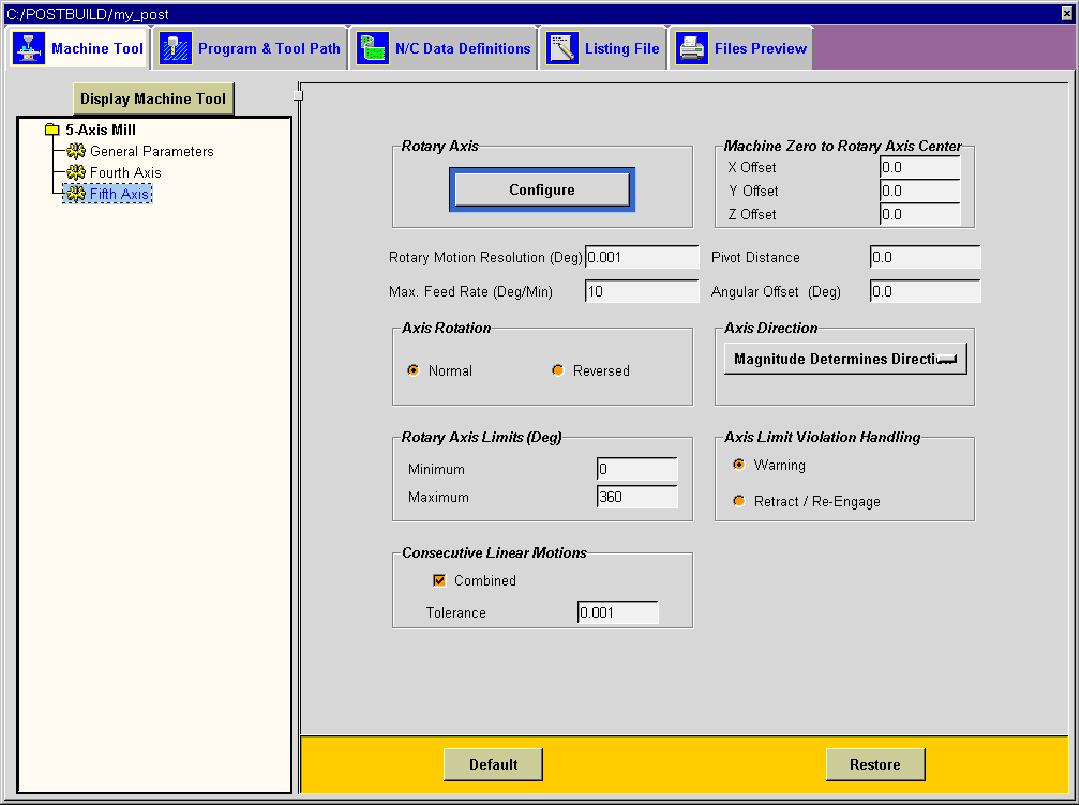 C:/POSTBUILD/my_post
Machine Tool
Program & Tool Path
N/C Data Definitions
Listing File
Files Preview
Display Machine Tool
5-Axis Mill
General Parameters
Fourth Axis
Fifth Axis
Rotary Axis
Configure
Machine Zero to Rotary Axis Center
X Offset 0.0
Y Offset 0.0
Z Offset 0.0
Rotary Motion Resolution (Deg) 0.001
Pivot Distance 0.0
Max. Feed Rate (Deg/Min) 10
Angular Offset (Deg) 0.0
Axis Rotation
Normal
Reversed
Axis Direction
Magnitude Determines
Rotary Axis Limits (Deg)
Minimum 0
Maximum 360
Axis Limit Violation Handling
Warning
Retract / Re-Engage
Consecutive Linear Motions
Combined
Tolerance 0.001
Default
Restore